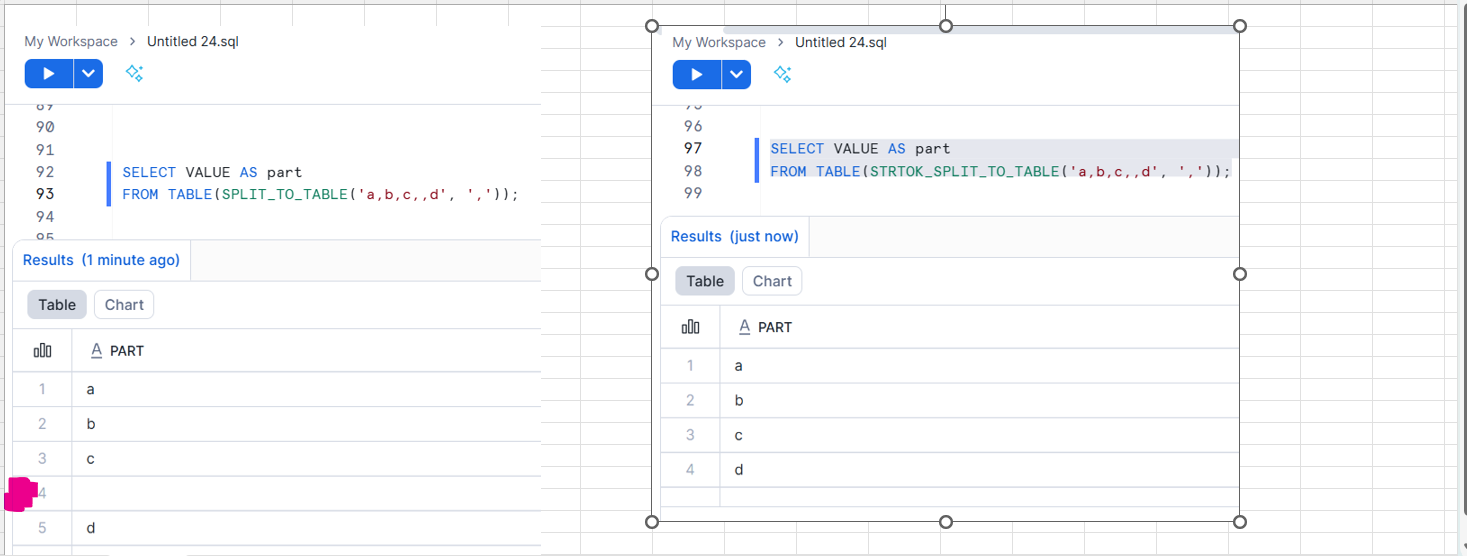 My Workspace > Untitled 24.sql
89
90
91
92 SELECT VALUE AS part
93 FROM TABLE(SPLIT_TO_TABLE('a,b,c,,d', ','));
94
95
Results (1 minute ago)
Table Chart
A PART
1 a
2 b
3 c
4
5 d
My Workspace > Untitled 24.sql
96
97 SELECT VALUE AS part
98 FROM TABLE(STRTOK_SPLIT_TO_TABLE('a,b,c,,d', ','));
99
Results (just now)
Table Chart
A PART
1 a
2 b
3 c
4 d